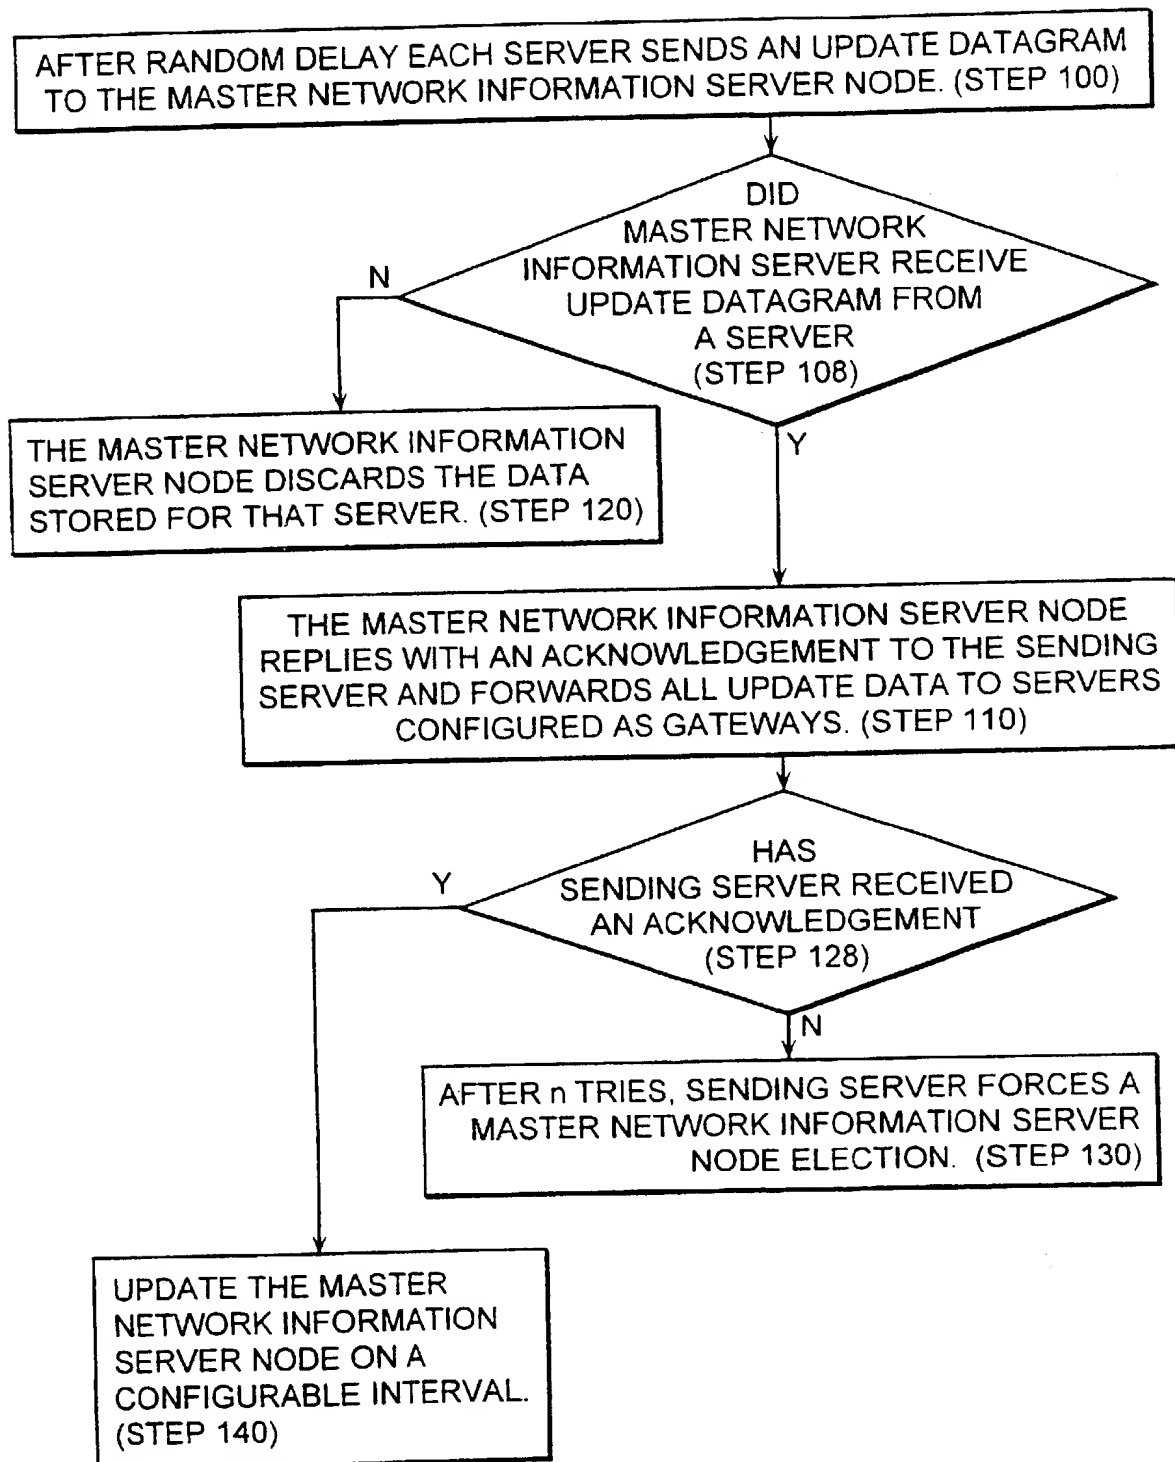 AFTER RANDOM DELAY EACH SERVER SENDS AN UPDATE DATAGRAM
TO THE MASTER NETWORK INFORMATION SERVER NODE. (STEP 100)
DID
MASTER NETWORK
INFORMATION SERVER RECEIVE
UPDATE DATAGRAM FROM
A SERVER
(STEP 108)
N
Y
THE MASTER NETWORK INFORMATION
SERVER NODE DISCARDS THE DATA
STORED FOR THAT SERVER. (STEP 120)
THE MASTER NETWORK INFORMATION SERVER NODE
REPLIES WITH AN ACKNOWLEDGEMENT TO THE SENDING
SERVER AND FORWARDS ALL UPDATE DATA TO SERVERS
CONFIGURED AS GATEWAYS. (STEP 110)
HAS
SENDING SERVER RECEIVED
AN ACKNOWLEDGEMENT
(STEP 128)
Y
N
AFTER n TRIES, SENDING SERVER FORCES A
MASTER NETWORK INFORMATION SERVER
NODE ELECTION. (STEP 130)
UPDATE THE MASTER
NETWORK INFORMATION
SERVER NODE ON A
CONFIGURABLE INTERVAL.
(STEP 140)